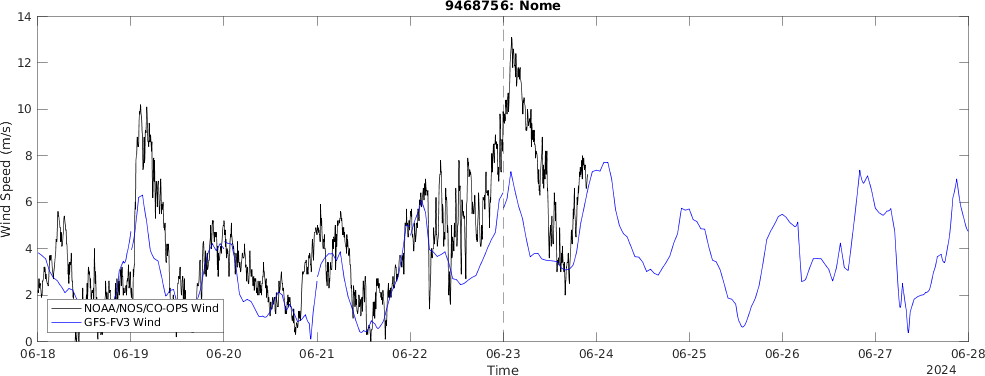 9468756: Nome
14
12
10
8
6
4
2
0
Wind Speed (m/s)
NOAA/NOS/CO-OPS Wind
GFS-FV3 Wind
06-18 06-19 06-20 06-21 06-22 06-23 06-24 06-25 06-26 06-27 06-28
Time
2024